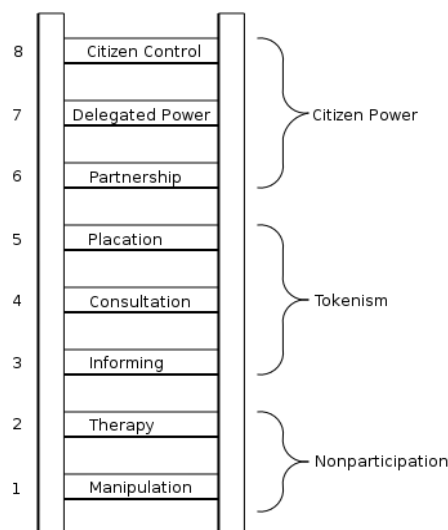 8 Citizen Control
7 Delegated Power
Citizen Power
6 Partnership
5 Placation
4 Consultation
Tokenism
3 Informing
2 Therapy
Nonparticipation
1 Manipulation